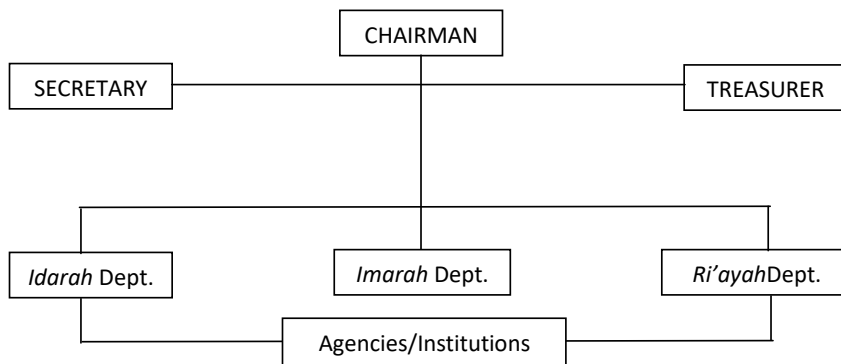 CHAIRMAN
SECRETARY
TREASURER
Idarah Dept.
Imarah Dept.
Ri’ayahDept.
Agencies/Institutions